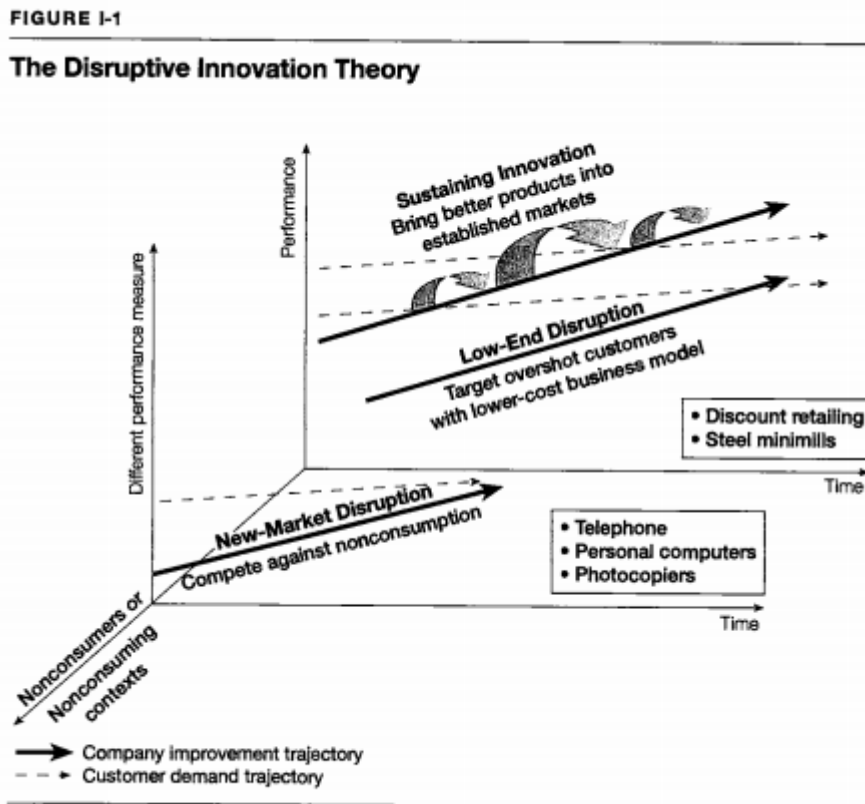 FIGURE I-1
The Disruptive Innovation Theory
Performance
Sustaining Innovation
Bring better products into
established markets
Low-End Disruption
Target overshot customers
with lower-cost business model
• Discount retailing
• Steel minimills
Time
Different performance measure
New-Market Disruption
Compete against nonconsumption
• Telephone
• Personal computers
• Photocopiers
Time
Nonconsumers or
Nonconsuming
contexts
Company improvement trajectory
Customer demand trajectory